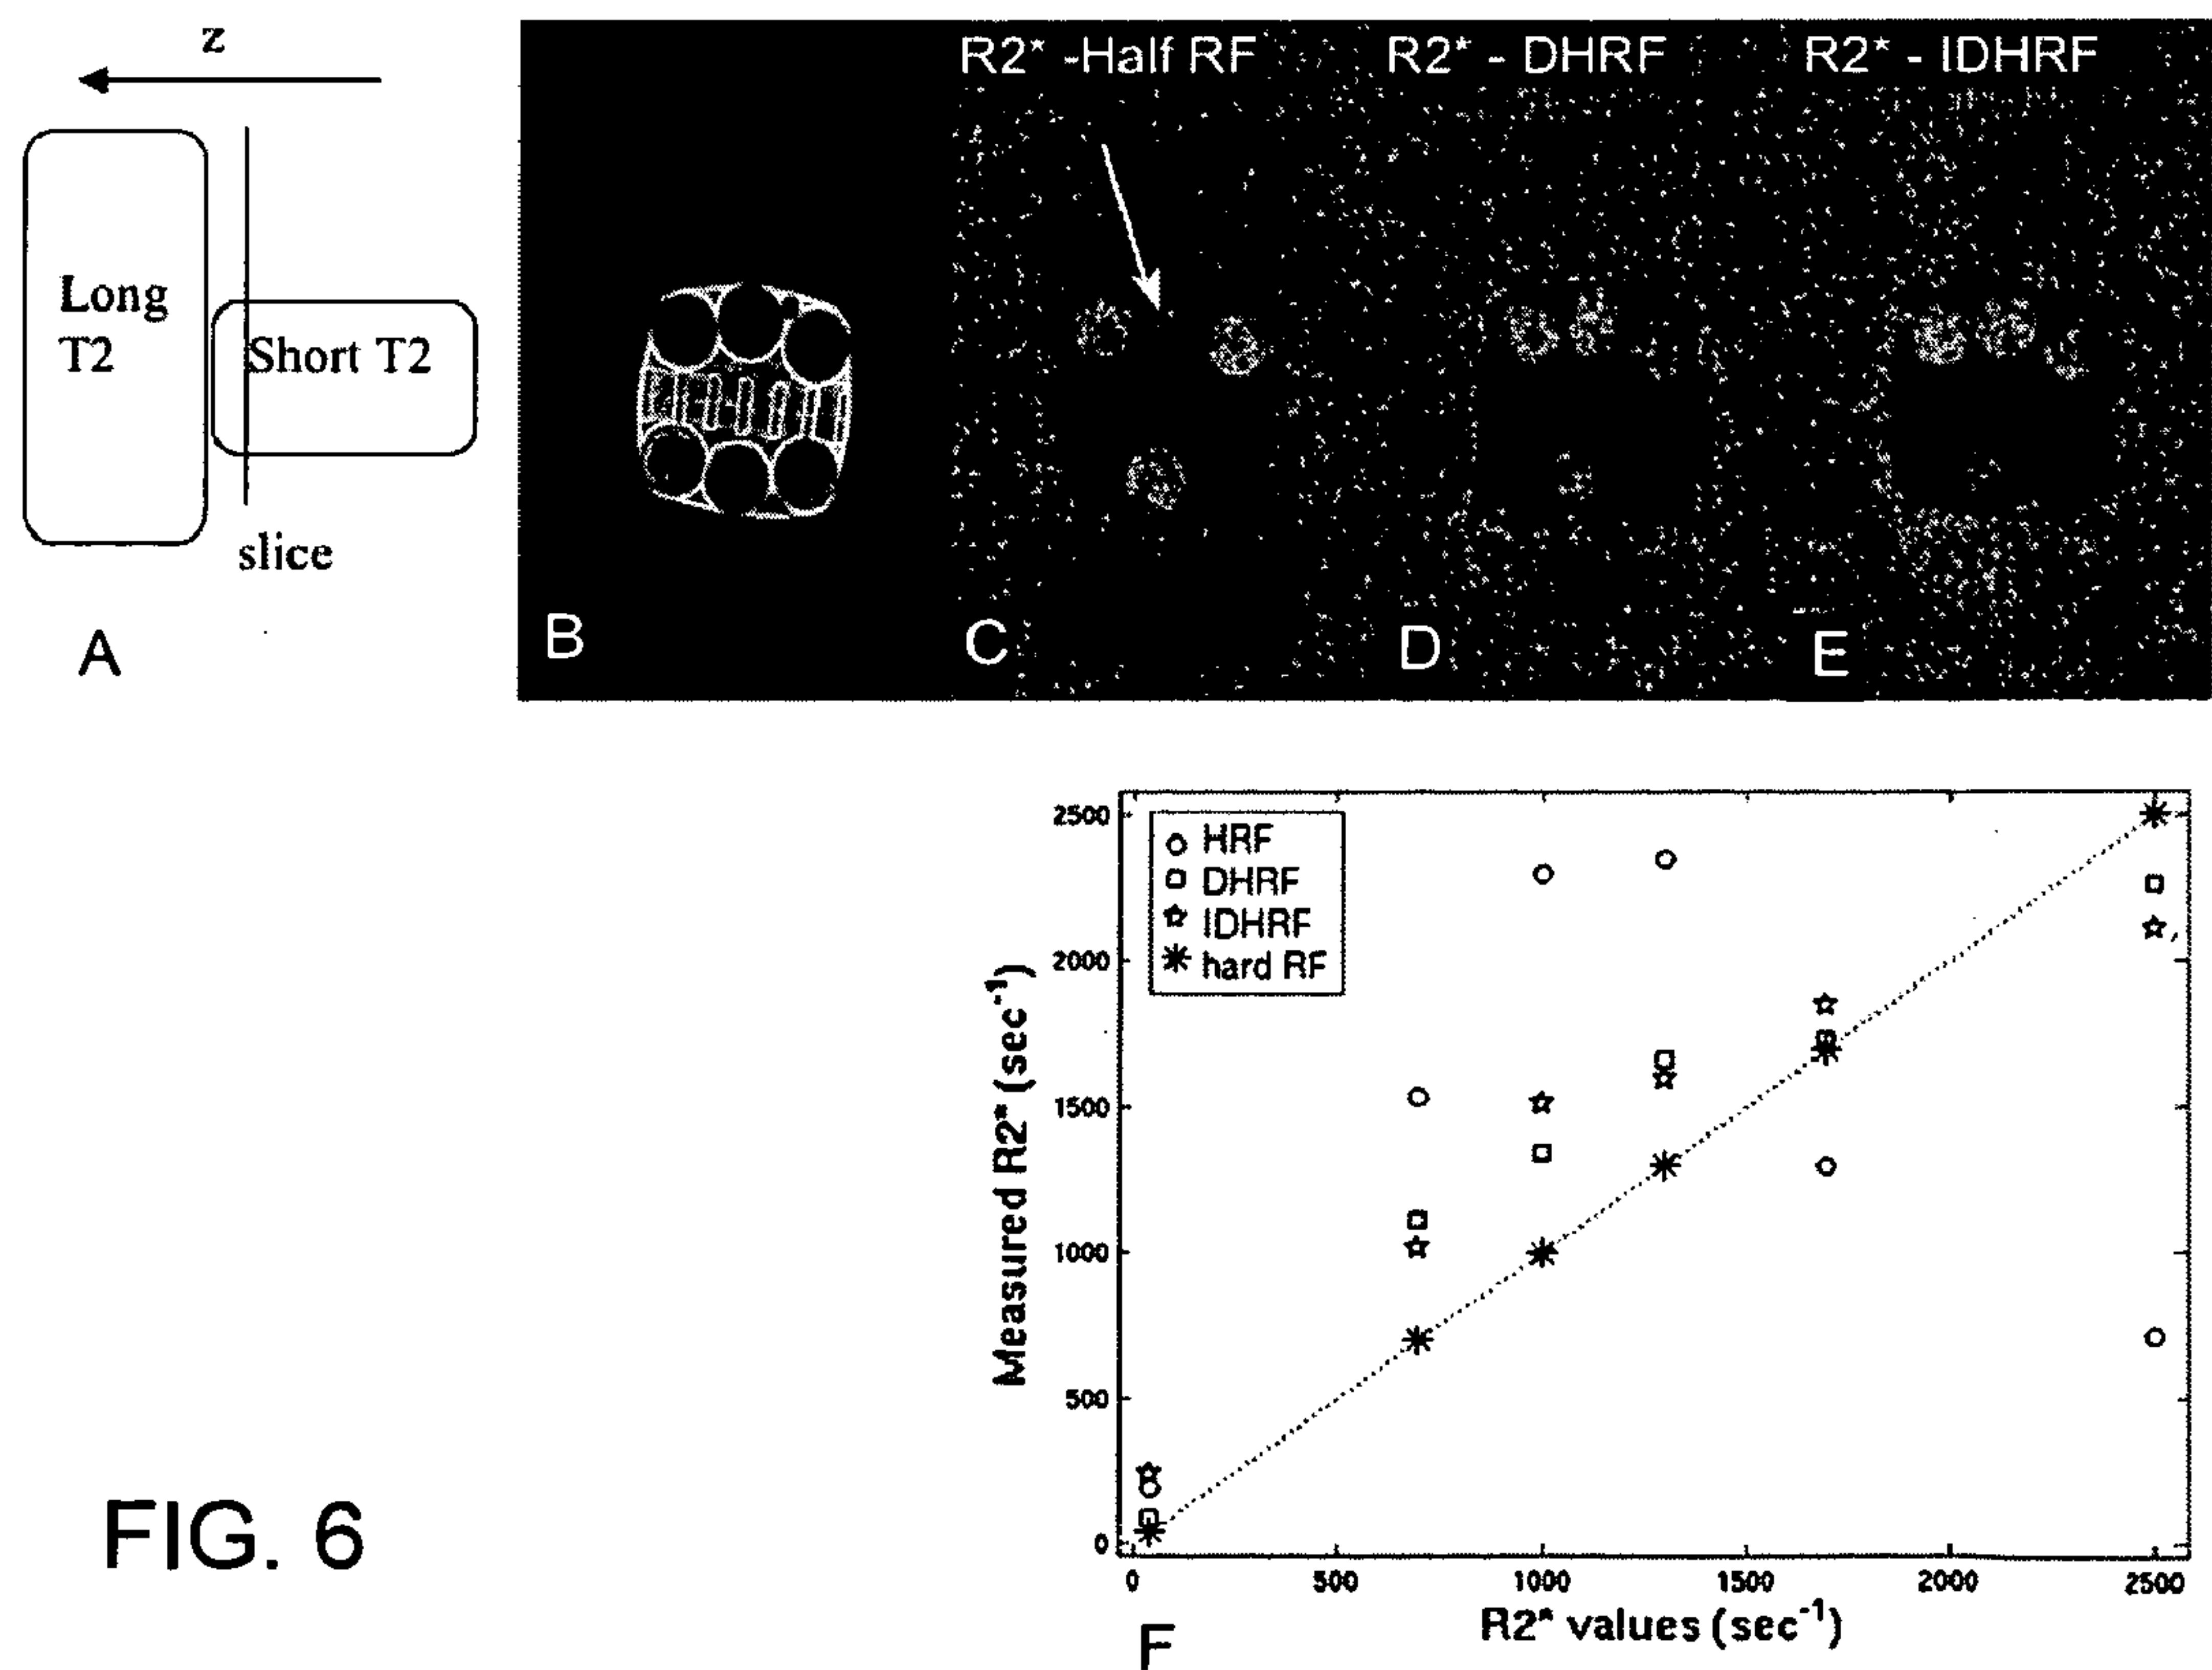 z
Long
T2
Short T2
slice
A
B
R2* -Half RF
C
R2* - DHRF
D
R2* - IDHRF
E
HRF
DHRF
IDHRF
hard RF
2500
2000
1500
1000
500
0
Measured R2* (sec⁻¹)
0 500 1000 1500 2000 2500
R2* values (sec⁻¹)
F
FIG. 6